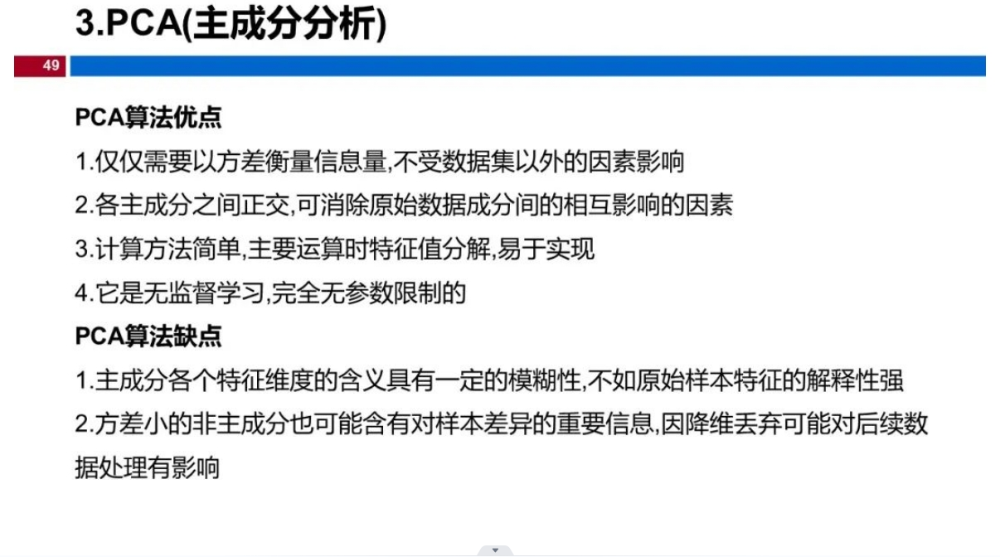 3.PCA(主成分分析)
49
PCA算法优点
1.仅仅需要以方差衡量信息量,不受数据集以外的因素影响
2.各主成分之间正交,可消除原始数据成分间的相互影响的因素
3.计算方法简单,主要运算时特征值分解,易于实现
4.它是无监督学习,完全无参数限制的
PCA算法缺点
1.主成分各个特征维度的含义具有一定的模糊性,不如原始样本特征的解释性强
2.方差小的非主成分也可能含有对样本差异的重要信息,因降维丢弃可能对后续数
据处理有影响